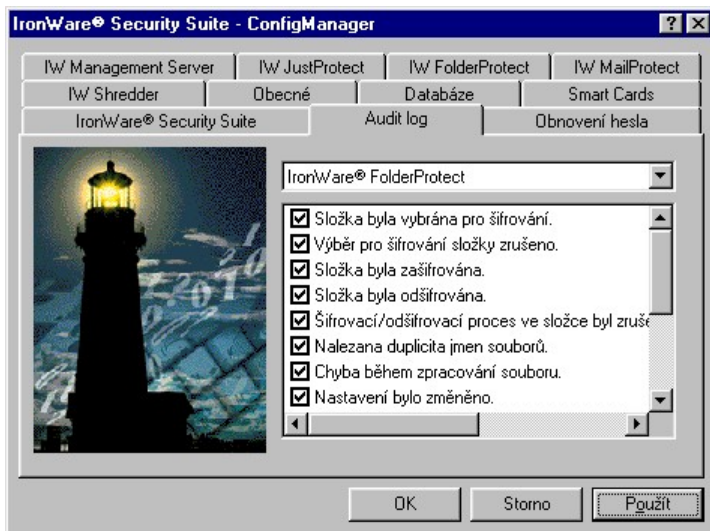 IronWare® Security Suite - ConfigManager
IW Management Server
IW JustProtect
IW FolderProtect
IW MailProtect
IW Shredder
Obecné
Databáze
Smart Cards
IronWare® Security Suite
Audit log
Obnovení hesla
IronWare® FolderProtect
Složka byla vybrána pro šifrování.
Výběr pro šifrování složky zrušeno.
Složka byla zašifrována.
Složka byla odšifrována.
Šifrovací/odšifrovací proces ve složce byl zruše
Nalezana duplicita jmen souborů.
Chyba během zpracování souboru.
Nastavení bylo změněno.
OK
Storno
Použít